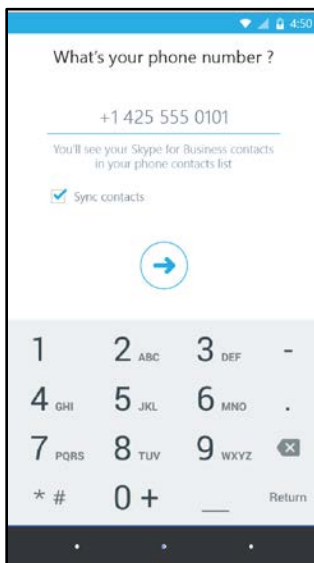 4:50
What's your phone number ?
+1 425 555 0101
You'll see your Skype for Business contacts
in your phone contacts list
Sync contacts
1 2 ABC 3 DEF -
4 GHI 5 JKL 6 MNO .
7 PQRS 8 TUV 9 WXYZ
* # 0 + _ Return